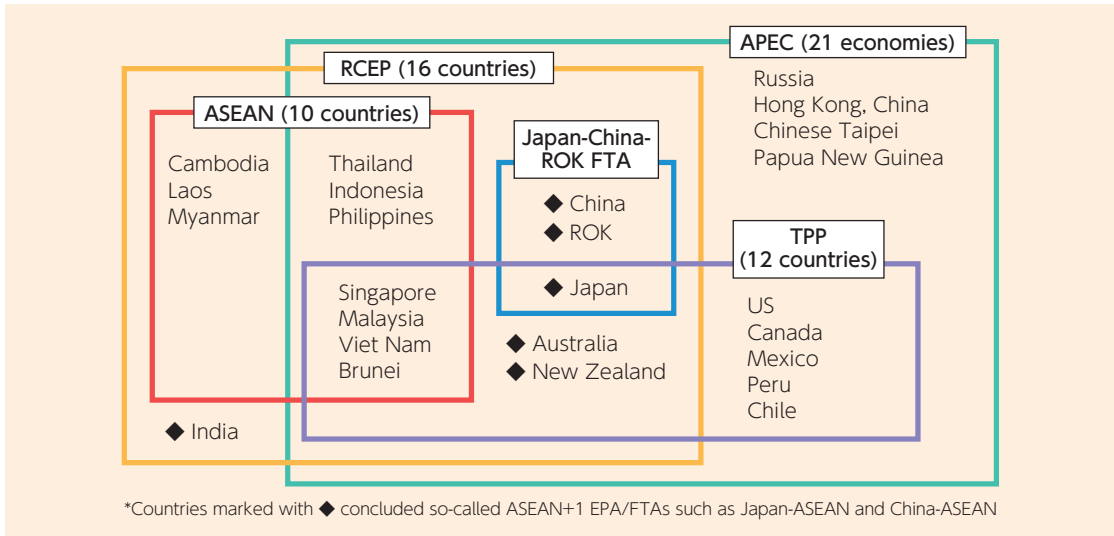 APEC (21 economies)
RCEP (16 countries)
ASEAN (10 countries)
Japan-China-
ROK FTA
Russia
Hong Kong, China
Chinese Taipei
Papua New Guinea
Cambodia
Laos
Myanmar
Thailand
Indonesia
Philippines
◆ China
◆ ROK
◆ Japan
TPP
(12 countries)
Singapore
Malaysia
Viet Nam
Brunei
◆ Australia
◆ New Zealand
US
Canada
Mexico
Peru
Chile
◆ India
*Countries marked with ◆ concluded so-called ASEAN+1 EPA/FTAs such as Japan-ASEAN and China-ASEAN